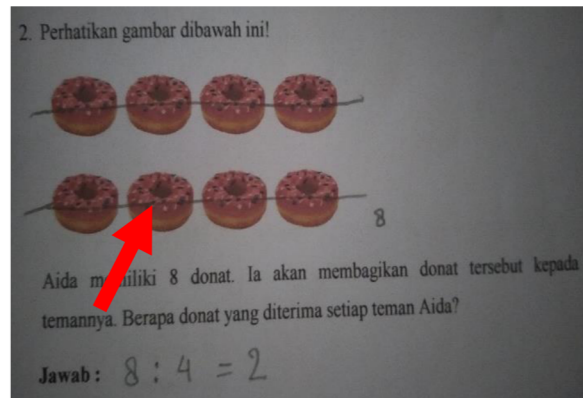 2. Perhatikan gambar dibawah ini!
8
Aida memiliki 8 donat. Ia akan membagikan donat tersebut kepada
temannya. Berapa donat yang diterima setiap teman Aida?
Jawab : 8 : 4 = 2